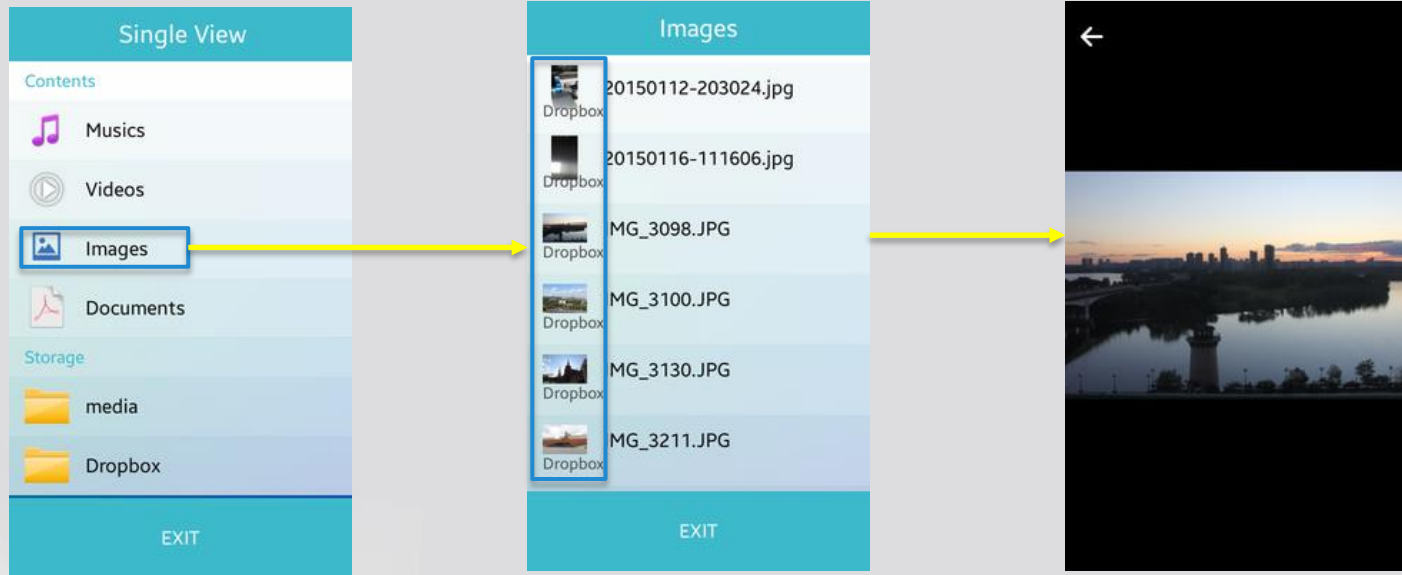 Single View
Contents
Musics
Videos
Images
Documents
Storage
media
Dropbox
EXIT
Images
20150112-203024.jpg
Dropbox
20150116-111606.jpg
Dropbox
MG_3098.JPG
Dropbox
MG_3100.JPG
Dropbox
MG_3130.JPG
Dropbox
MG_3211.JPG
Dropbox
EXIT